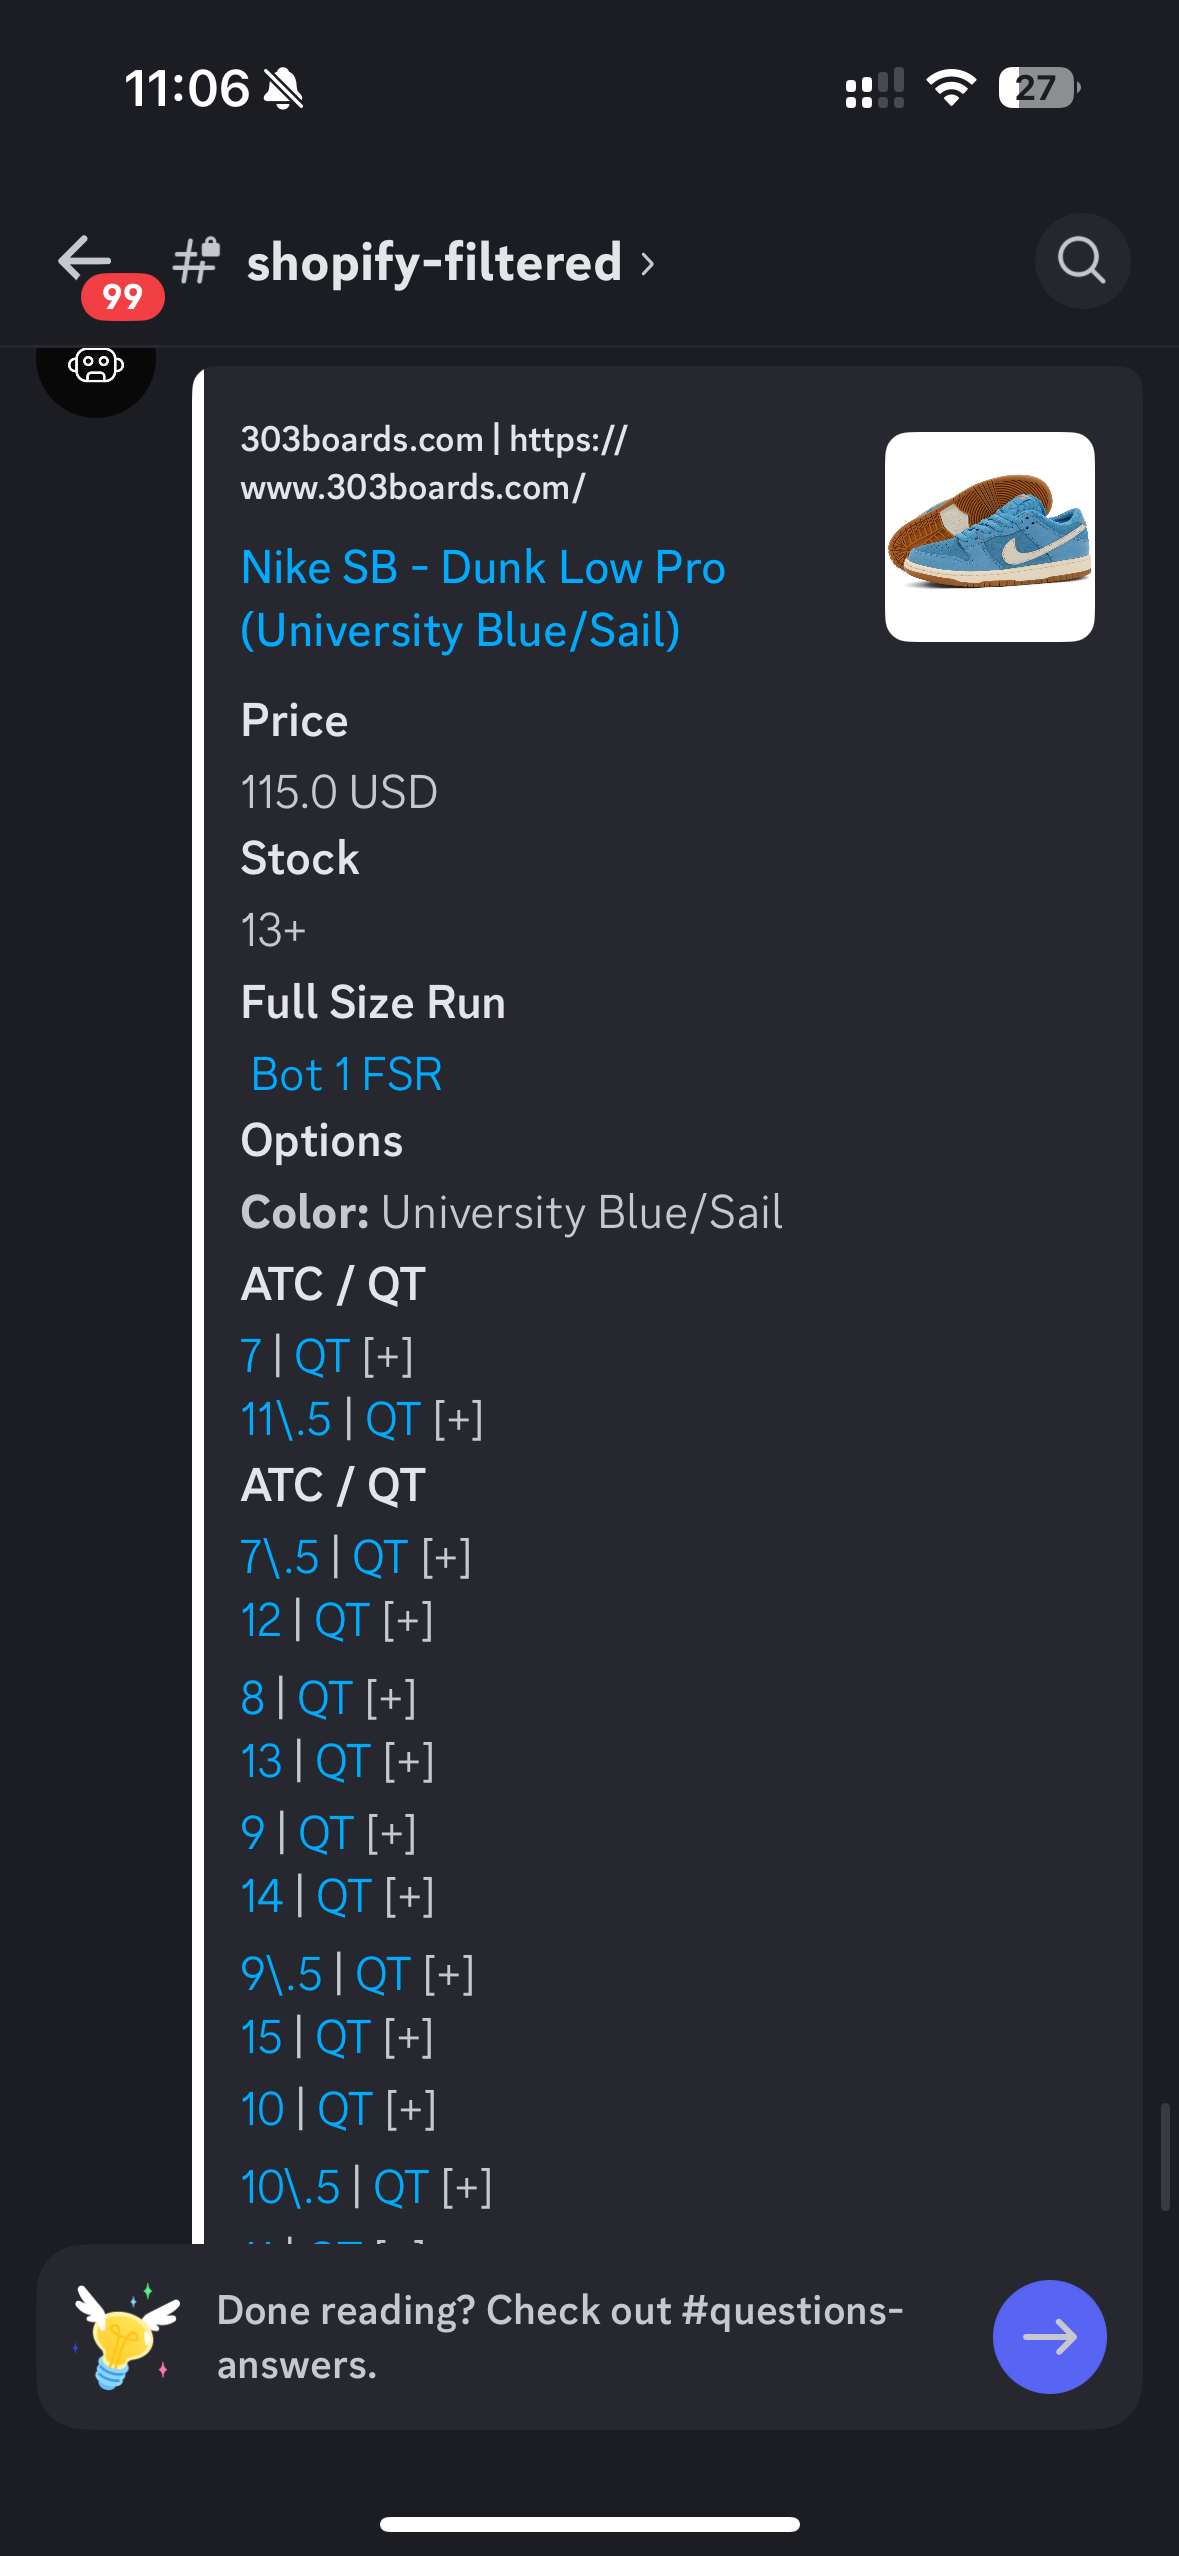 11:06
27
99
shopify-filtered
303boards.com | https://
www.303boards.com/
Nike SB - Dunk Low Pro
(University Blue/Sail)
Price
115.0 USD
Stock
13+
Full Size Run
Bot 1 FSR
Options
Color: University Blue/Sail
ATC / QT
7 | QT [+]
11\.5 | QT [+]
ATC / QT
7\.5 | QT [+]
12 | QT [+]
8 | QT [+]
13 | QT [+]
9 | QT [+]
14 | QT [+]
9\.5 | QT [+]
15 | QT [+]
10 | QT [+]
10\.5 | QT [+]
Done reading? Check out #questions-
answers.